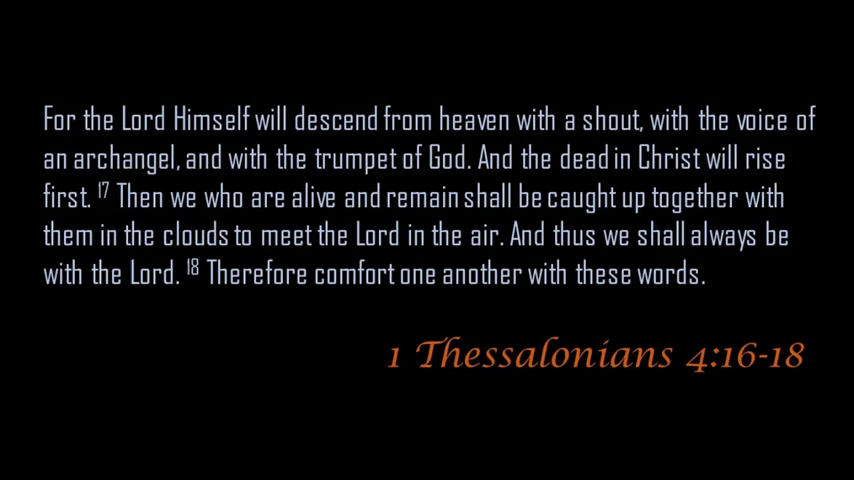 For the Lord Himself will descend from heaven with a shout, with the voice of
an archangel, and with the trumpet of God. And the dead in Christ will rise
first. 17 Then we who are alive and remain shall be caught up together with
them in the clouds to meet the Lord in the air. And thus we shall always be
with the Lord. 18 Therefore comfort one another with these words.
1 Thessalonians 4:16-18